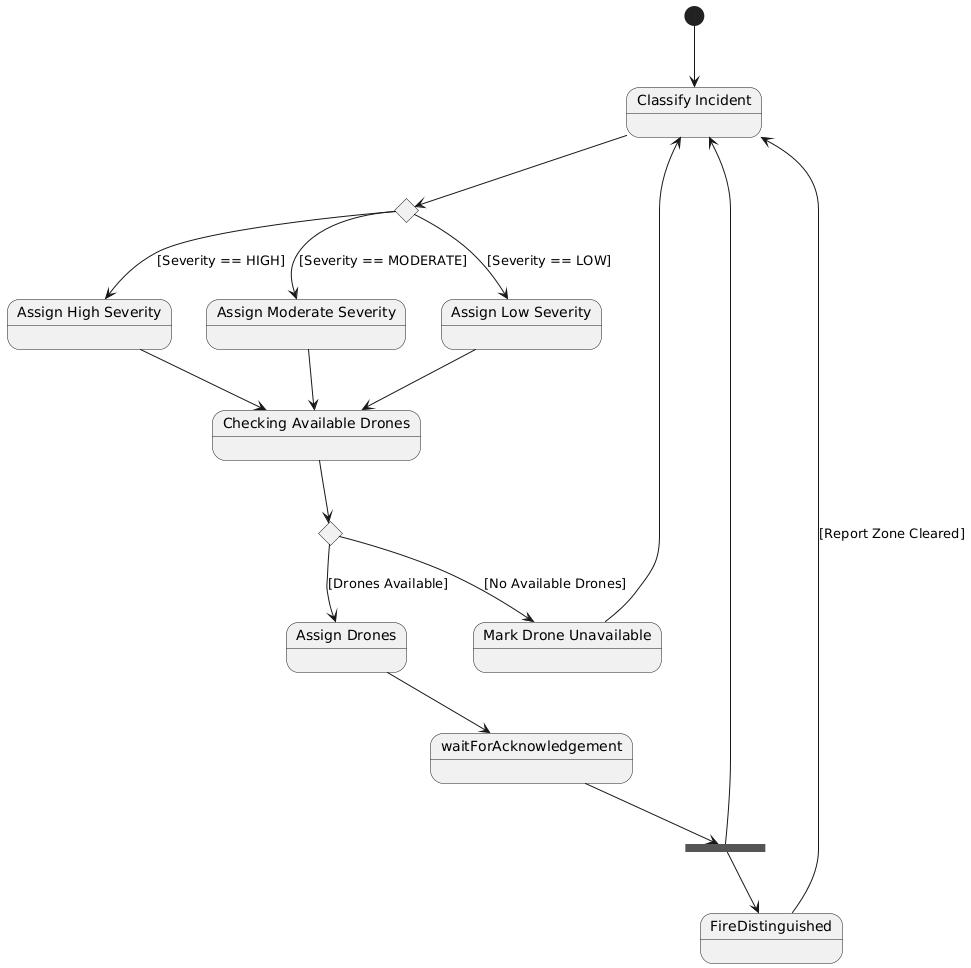 Classify Incident
[Severity == HIGH]
[Severity == MODERATE]
[Severity == LOW]
Assign High Severity
Assign Moderate Severity
Assign Low Severity
Checking Available Drones
[Report Zone Cleared]
[Drones Available]
[No Available Drones]
Assign Drones
Mark Drone Unavailable
waitForAcknowledgement
FireDistinguished